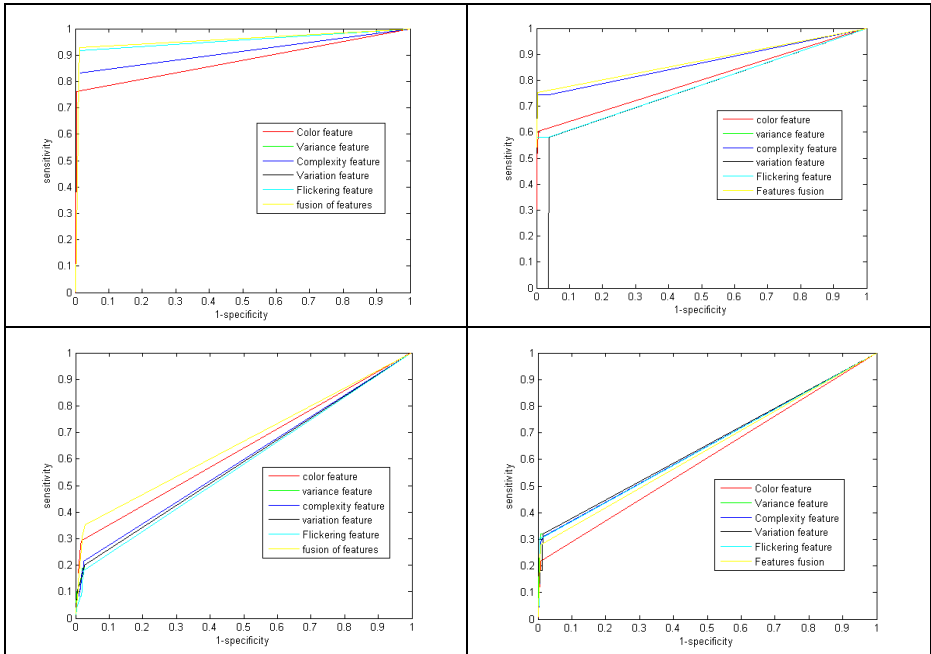 1
0.9
0.8
0.7
0.6
0.5
0.4
0.3
0.2
0.1
0
sensitivity
Color feature
Variance feature
Complexity feature
Variation feature
Flickering feature
fusion of features
0 0.1 0.2 0.3 0.4 0.5 0.6 0.7 0.8 0.9 1
1-specificity
1
0.9
0.8
0.7
0.6
0.5
0.4
0.3
0.2
0.1
0
sensitivity
color feature
variance feature
complexity feature
variation feature
Flickering feature
Features fusion
0 0.1 0.2 0.3 0.4 0.5 0.6 0.7 0.8 0.9 1
1-specificity
1
0.9
0.8
0.7
0.6
0.5
0.4
0.3
0.2
0.1
0
sensitivity
color feature
variance feature
complexity feature
variation feature
Flickering feature
fusion of features
0 0.1 0.2 0.3 0.4 0.5 0.6 0.7 0.8 0.9 1
1-specificity
1
0.9
0.8
0.7
0.6
0.5
0.4
0.3
0.2
0.1
0
sensitivity
Color feature
Variance feature
Complexity feature
Variation feature
Flickering feature
Features fusion
0 0.1 0.2 0.3 0.4 0.5 0.6 0.7 0.8 0.9 1
1-specificity